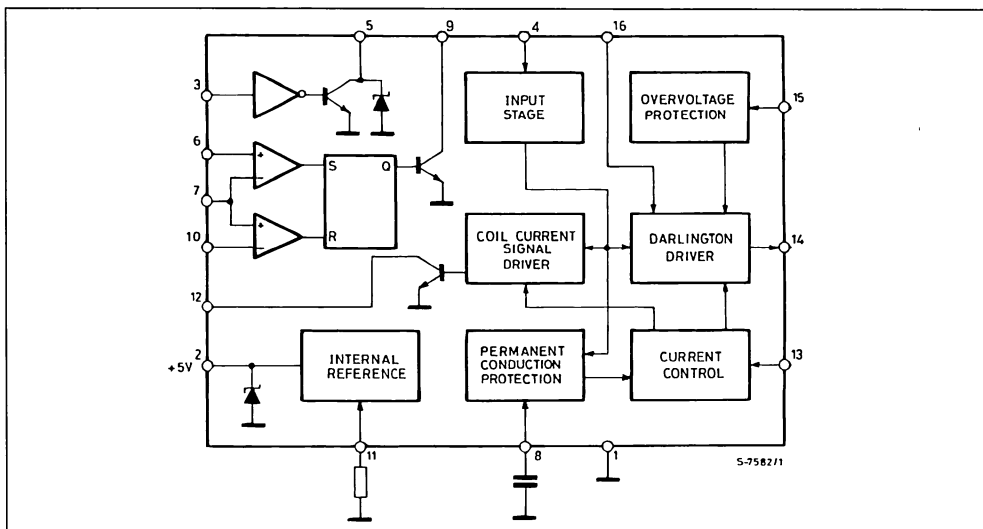 5
9
4
16
3
INPUT
STAGE
OVERVOLTAGE
PROTECTION
15
6
+
S
Q
7
-
+
10
-
R
COIL CURRENT
SIGNAL
DRIVER
DARLINGTON
DRIVER
14
12
2
+5V
INTERNAL
REFERENCE
PERMANENT
CONDUCTION
PROTECTION
CURRENT
CONTROL
13
11
8
1
S-7582/1